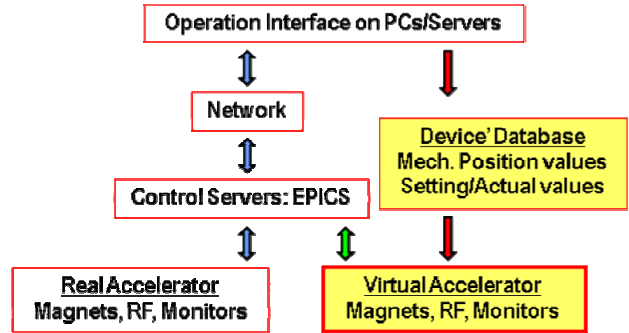 Operation Interface on PCs/Servers
Network
Device' Database
Mech. Position values
Setting/Actual values
Control Servers: EPICS
Real Accelerator
Magnets, RF, Monitors
Virtual Accelerator
Magnets, RF, Monitors